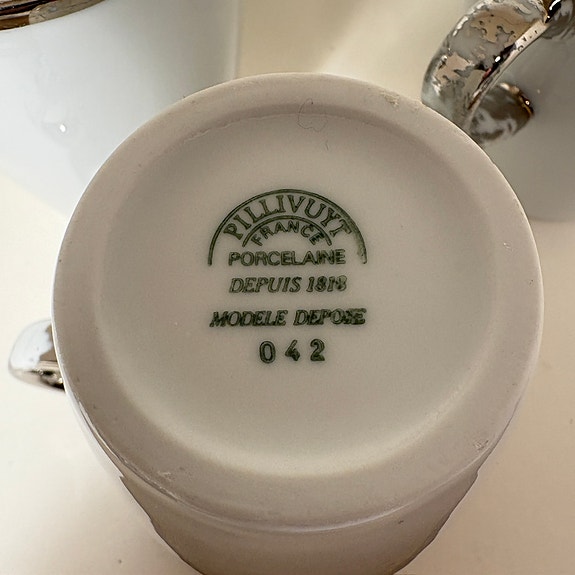 PILLIVUYT
FRANCE
PORCELAINE
DEPUIS 1818
MODELE DEPOSE
042